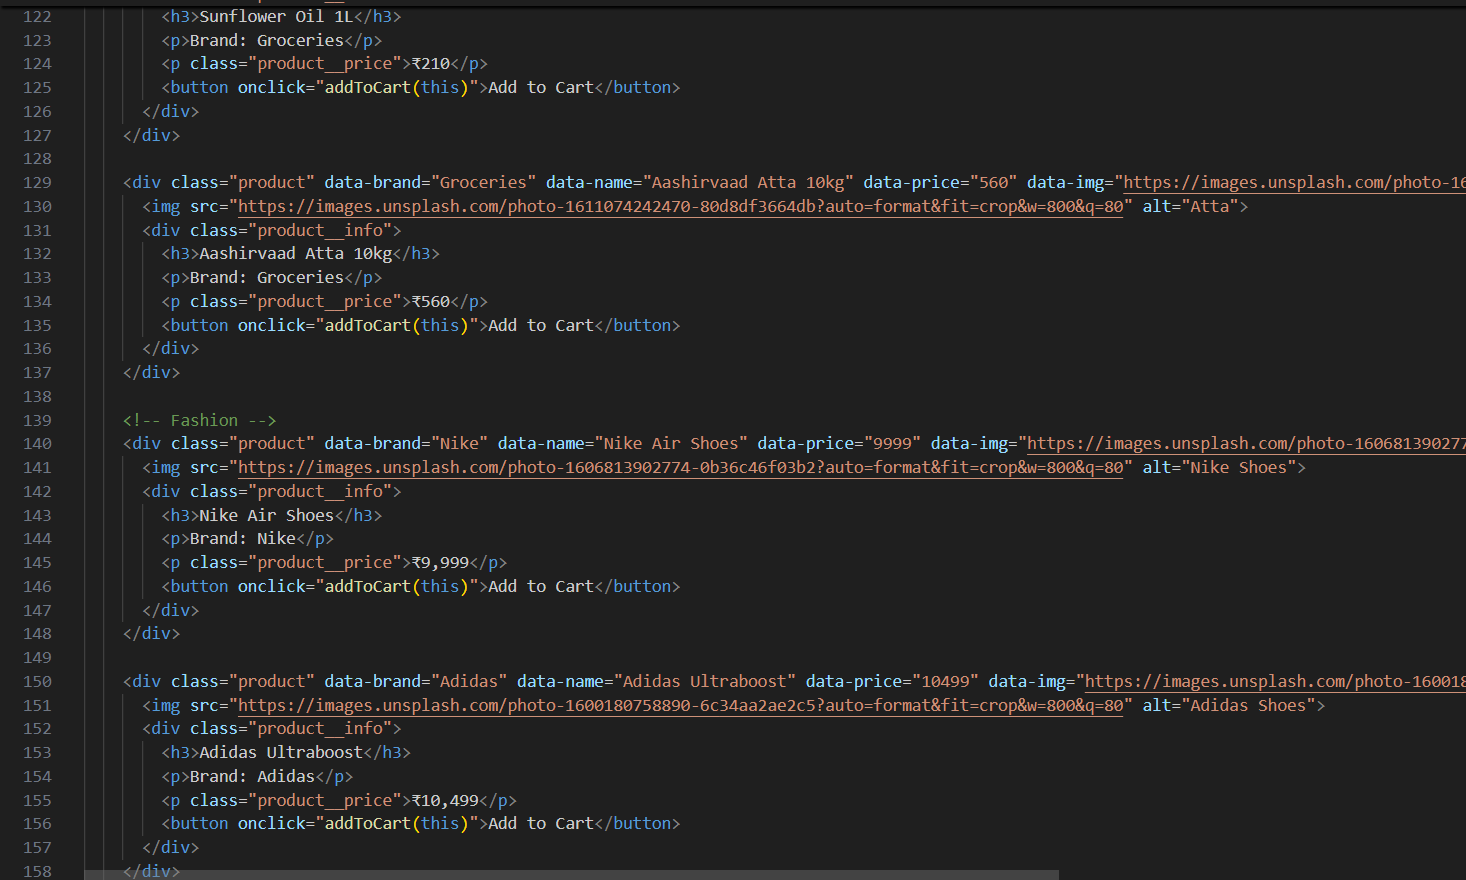 122 <h3>Sunflower Oil 1L</h3>
123 <p>Brand: Groceries</p>
124 <p class="product__price">₹210</p>
125 <button onclick="addToCart(this)">Add to Cart</button>
126 </div>
127 </div>
128
129 <div class="product" data-brand="Groceries" data-name="Aashirvaad Atta 10kg" data-price="560" data-img="https://images.unsplash.com/photo-16
130 <img src="https://images.unsplash.com/photo-1611074242470-80d8df3664db?auto=format&fit=crop&w=800&q=80" alt="Atta">
131 <div class="product__info">
132 <h3>Aashirvaad Atta 10kg</h3>
133 <p>Brand: Groceries</p>
134 <p class="product__price">₹560</p>
135 <button onclick="addToCart(this)">Add to Cart</button>
136 </div>
137 </div>
138
139 <!-- Fashion -->
140 <div class="product" data-brand="Nike" data-name="Nike Air Shoes" data-price="9999" data-img="https://images.unsplash.com/photo-160681390277
141 <img src="https://images.unsplash.com/photo-1606813902774-0b36c46f03b2?auto=format&fit=crop&w=800&q=80" alt="Nike Shoes">
142 <div class="product__info">
143 <h3>Nike Air Shoes</h3>
144 <p>Brand: Nike</p>
145 <p class="product__price">₹9,999</p>
146 <button onclick="addToCart(this)">Add to Cart</button>
147 </div>
148 </div>
149
150 <div class="product" data-brand="Adidas" data-name="Adidas Ultraboost" data-price="10499" data-img="https://images.unsplash.com/photo-160018
151 <img src="https://images.unsplash.com/photo-1600180758890-6c34aa2ae2c5?auto=format&fit=crop&w=800&q=80" alt="Adidas Shoes">
152 <div class="product__info">
153 <h3>Adidas Ultraboost</h3>
154 <p>Brand: Adidas</p>
155 <p class="product__price">₹10,499</p>
156 <button onclick="addToCart(this)">Add to Cart</button>
157 </div>
158 </div>